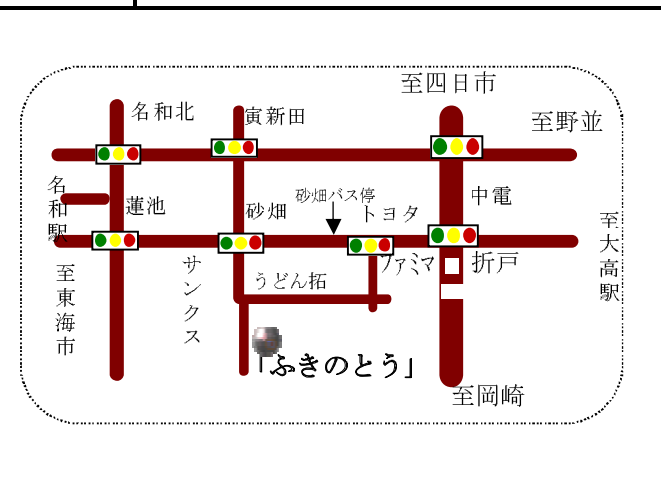 至四日市
名和北
寅新田
至野並
名和駅
蓮池
砂畑
砂畑バス停
トヨタ
中電
至大高駅
至東海市
サンクス
うどん拓
ファミマ
折戸
「ふきのとう」
至岡崎